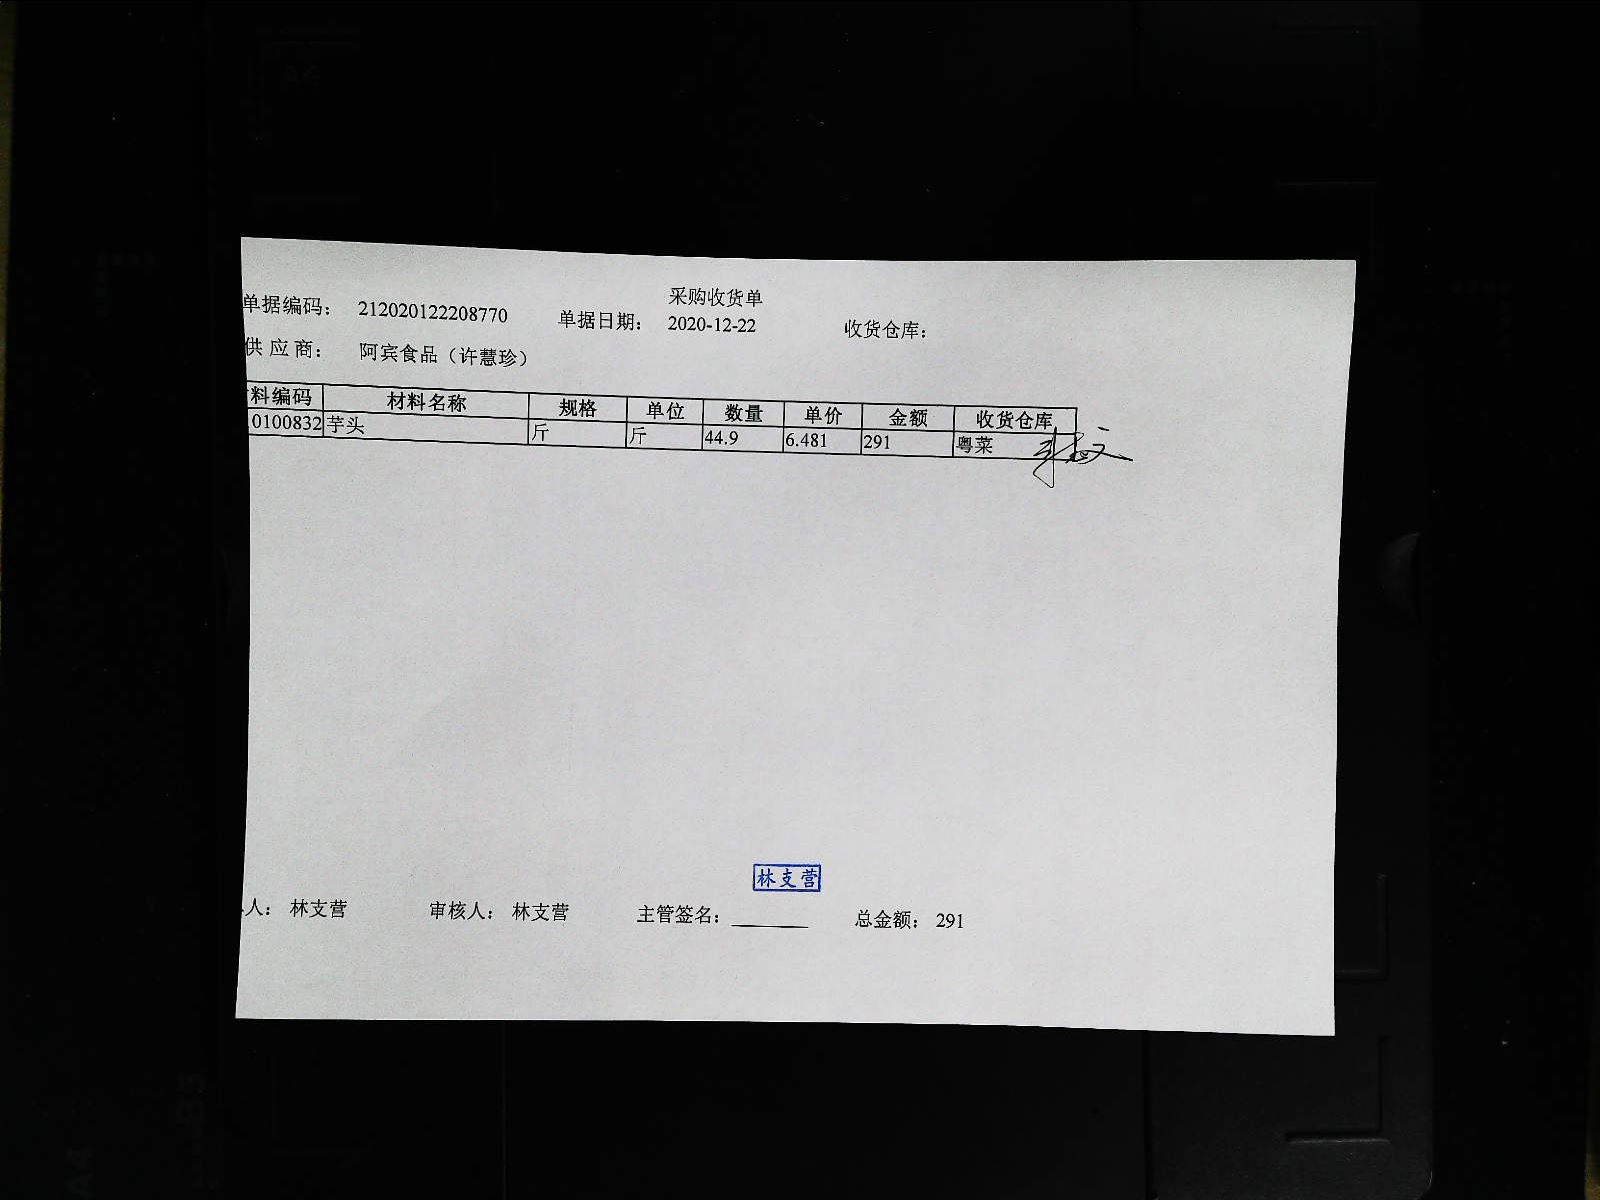 采购收货单
单据编码： 212020122208770 单据日期： 2020-12-22 收货仓库：
供 应 商： 阿宾食品（许慧珍）
料编码 材料名称 规格 单位 数量 单价 金额 收货仓库
0100832 芋头 斤 斤 44.9 6.481 291 粤菜
林支营
人： 林支营 审核人： 林支营 主管签名： 总金额： 291